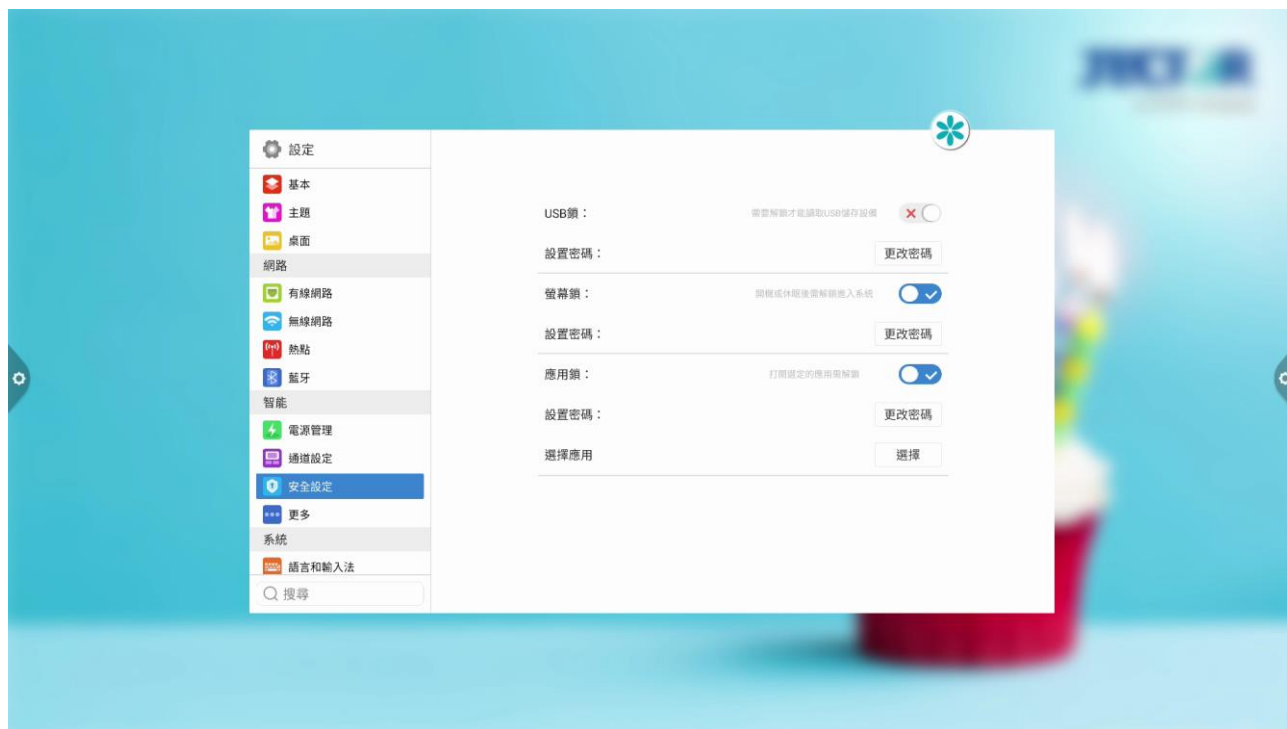 設定
基本
主題
桌面
網路
有線網路
無線網路
熱點
藍牙
智能
電源管理
通道設定
安全設定
更多
系統
語言和輸入法
搜尋
USB鎖： 需要解鎖才能讀取USB儲存設備
設置密碼： 更改密碼
螢幕鎖： 開機或休眠後需解鎖進入系統
設置密碼： 更改密碼
應用鎖： 打開選定的應用需解鎖
設置密碼： 更改密碼
選擇應用 選擇